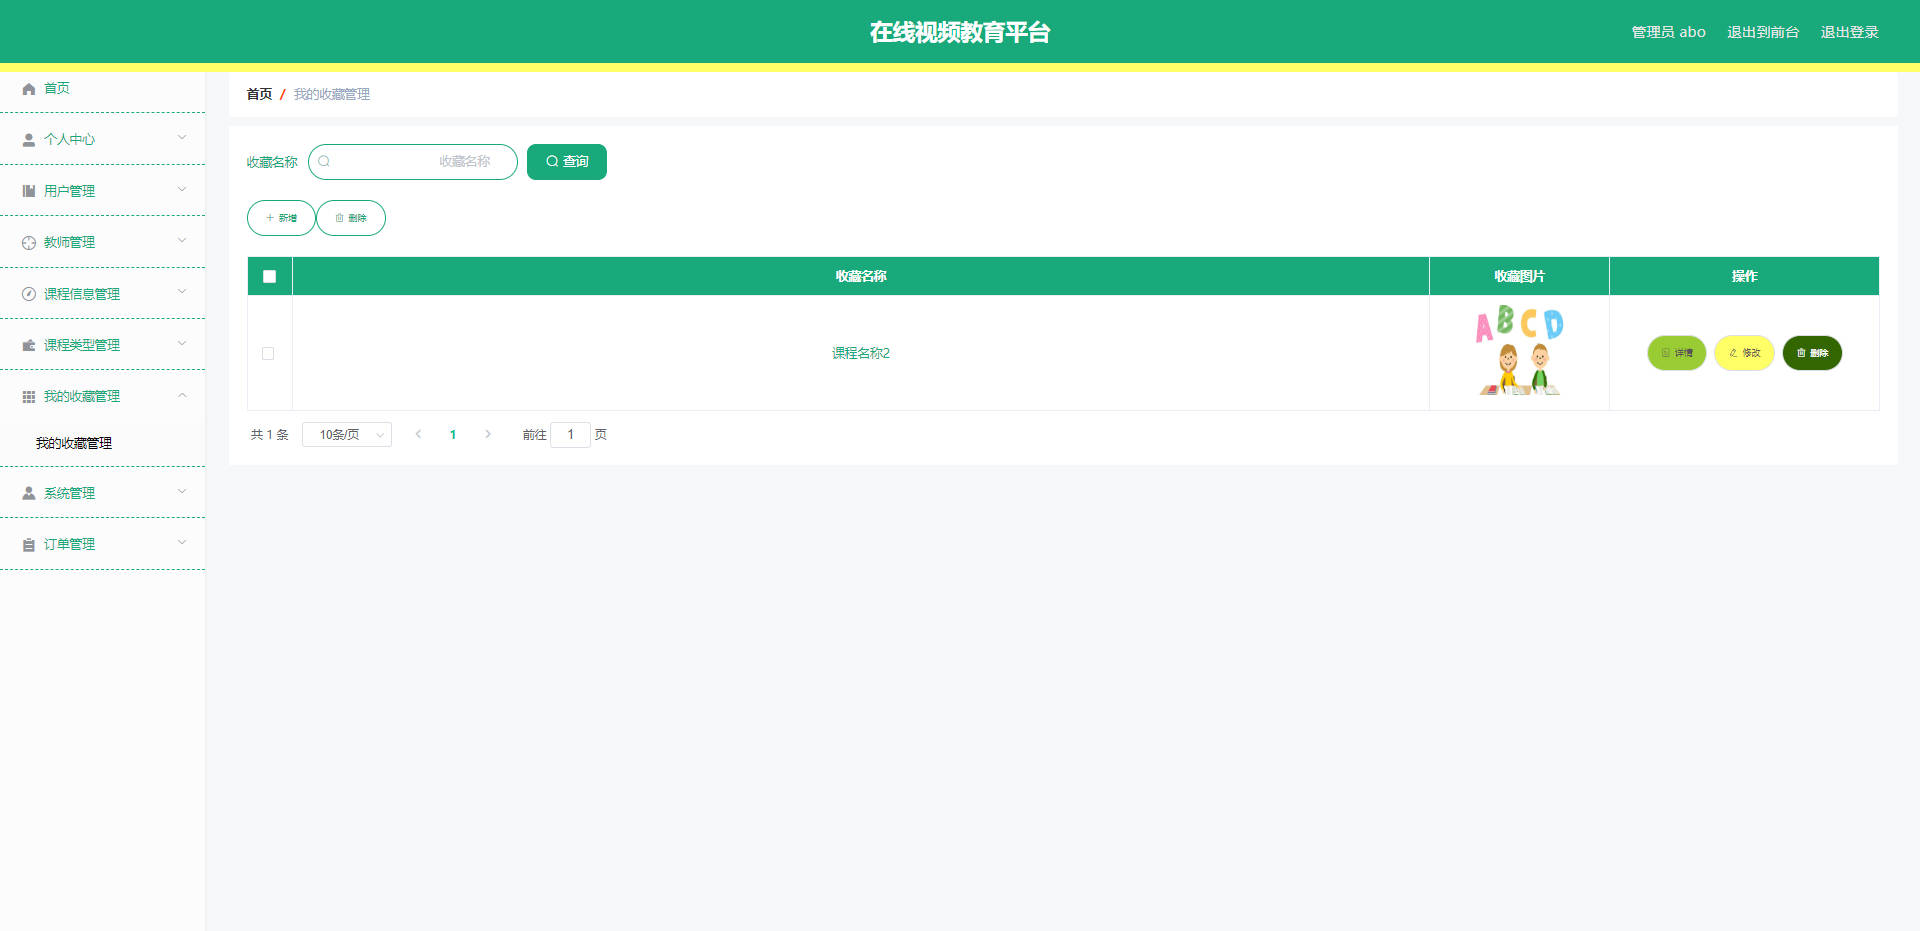 在线视频教育平台
管理员 abo 退出到前台 退出登录
首页
个人中心
用户管理
教师管理
课程信息管理
课程类型管理
我的收藏管理
我的收藏管理
系统管理
订单管理
首页 / 我的收藏管理
收藏名称 收藏名称 查询
新增 删除
收藏名称 收藏图片 操作
课程名称2 ABCD 详情 修改 删除
共 1 条 10条/页 1 前往 1 页